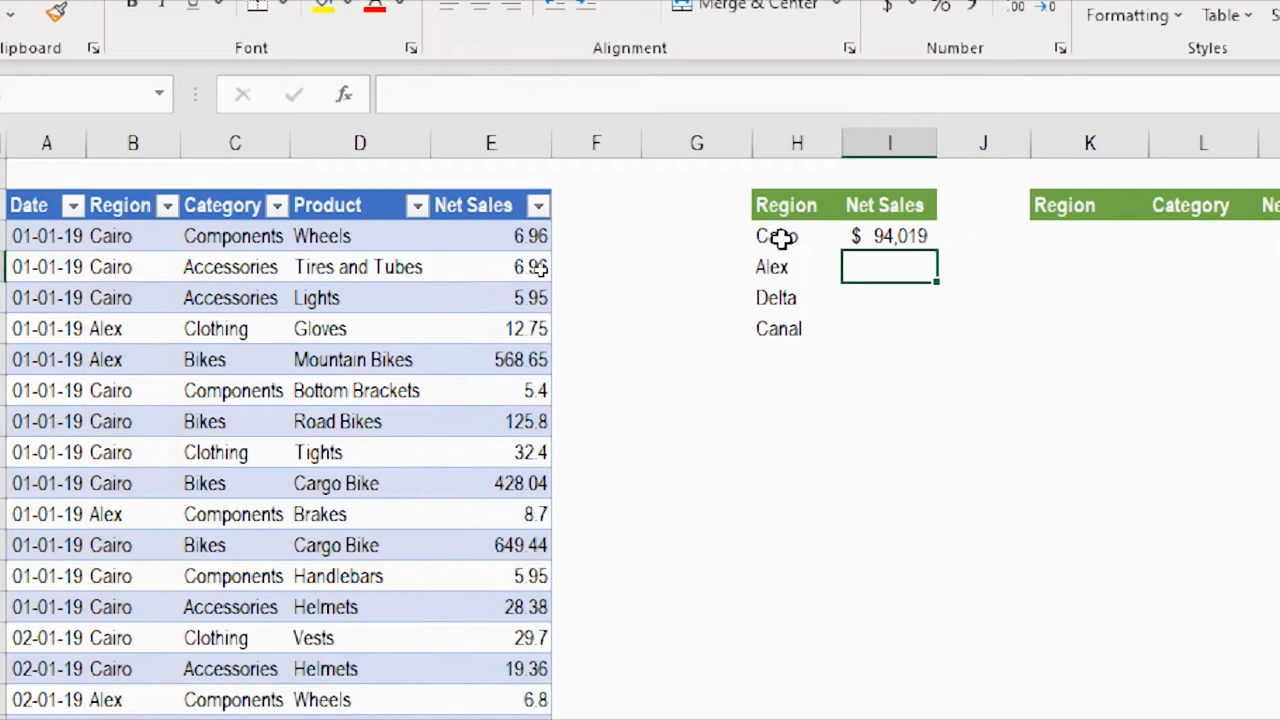 Merge & Center
$ %
.00
Formatting Table
lipboard Font Alignment Number Styles
fx
A B C D E F G H I J K L
Date Region Category Product Net Sales Region Net Sales Region Category
01-01-19 Cairo Components Wheels 6.96 $ 94,019
01-01-19 Cairo Accessories Tires and Tubes 6.96 Alex
01-01-19 Cairo Accessories Lights 5.95 Delta
01-01-19 Alex Clothing Gloves 12.75 Canal
01-01-19 Alex Bikes Mountain Bikes 568.65
01-01-19 Cairo Components Bottom Brackets 5.4
01-01-19 Cairo Bikes Road Bikes 125.8
01-01-19 Cairo Clothing Tights 32.4
01-01-19 Cairo Bikes Cargo Bike 428.04
01-01-19 Alex Components Brakes 8.7
01-01-19 Cairo Bikes Cargo Bike 649.44
01-01-19 Cairo Components Handlebars 5.95
01-01-19 Cairo Accessories Helmets 28.38
02-01-19 Cairo Clothing Vests 29.7
02-01-19 Cairo Accessories Helmets 19.36
02-01-19 Alex Components Wheels 6.8